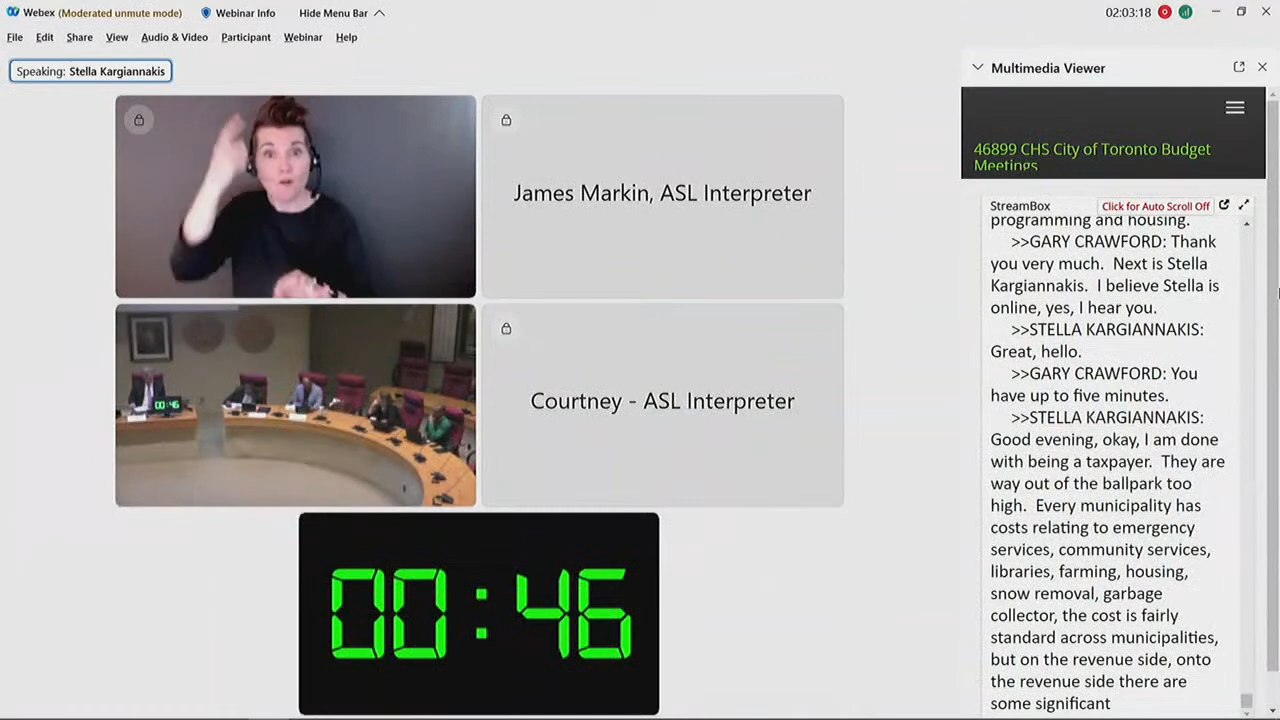 Webex (Moderated unmute mode) Webinar Info Hide Menu Bar 02:03:18
File Edit Share View Audio & Video Participant Webinar Help
Speaking: Stella Kargiannakis
James Markin, ASL Interpreter
00:46
Courtney - ASL Interpreter
00:46
Multimedia Viewer
46899 CHS City of Toronto Budget
Meetings
StreamBox Click for Auto Scroll Off
programming and housing.
>>GARY CRAWFORD: Thank
you very much. Next is Stella
Kargiannakis. I believe Stella is
online, yes, I hear you.
>>STELLA KARGIANNAKIS:
Great, hello.
>>GARY CRAWFORD: You
have up to five minutes.
>>STELLA KARGIANNAKIS:
Good evening, okay, I am done
with being a taxpayer. They are
way out of the ballpark too
high. Every municipality has
costs relating to emergency
services, community services,
libraries, farming, housing,
snow removal, garbage
collector, the cost is fairly
standard across municipalities,
but on the revenue side, onto
the revenue side there are
some significant